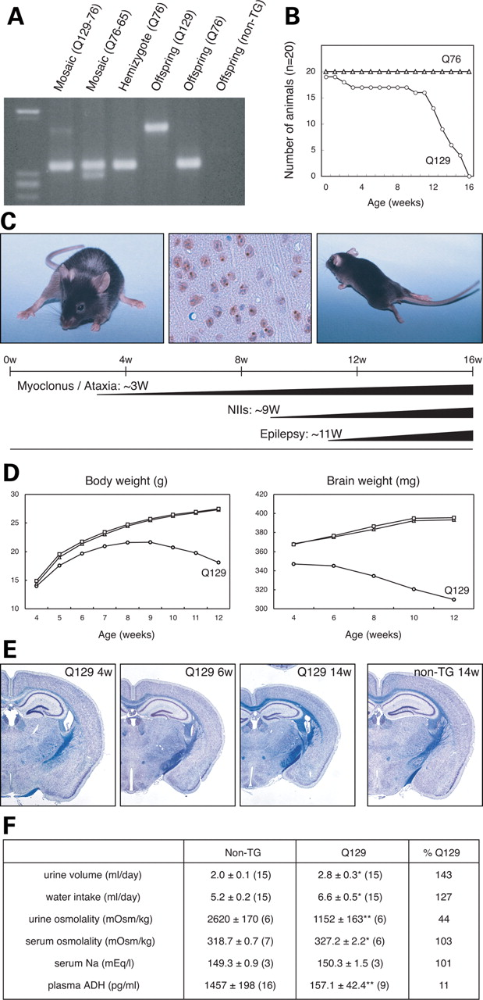 A
Mosaic (Q129-76)
Mosaic (Q76-65)
Hemizygote (Q76)
Offspring (Q129)
Offspring (Q76)
Offspring (non-TG)
B
Number of animals (n=20)
20
15
10
5
0
Q76
Q129
0 4 8 12 16
Age (weeks)
C
0w 4w 8w 12w 16w
Myoclonus / Ataxia: ~3W
NIIs: ~9W
Epilepsy: ~11W
D
Body weight (g)
30
25
20
15
10
Q129
4 5 6 7 8 9 10 11 12
Age (weeks)
Brain weight (mg)
420
400
380
360
340
320
300
Q129
4 6 8 10 12
Age (weeks)
E
Q129 4w
Q129 6w
Q129 14w
non-TG 14w
F
Non-TG Q129 % Q129
urine volume (ml/day) 2.0 ± 0.1 (15) 2.8 ± 0.3* (15) 143
water intake (ml/day) 5.2 ± 0.2 (15) 6.6 ± 0.5* (15) 127
urine osmolality (mOsm/kg) 2620 ± 170 (6) 1152 ± 163** (6) 44
serum osmolality (mOsm/kg) 318.7 ± 0.7 (7) 327.2 ± 2.2* (6) 103
serum Na (mEq/l) 149.3 ± 0.9 (3) 150.3 ± 1.5 (3) 101
plasma ADH (pg/ml) 1457 ± 198 (16) 157.1 ± 42.4** (9) 11